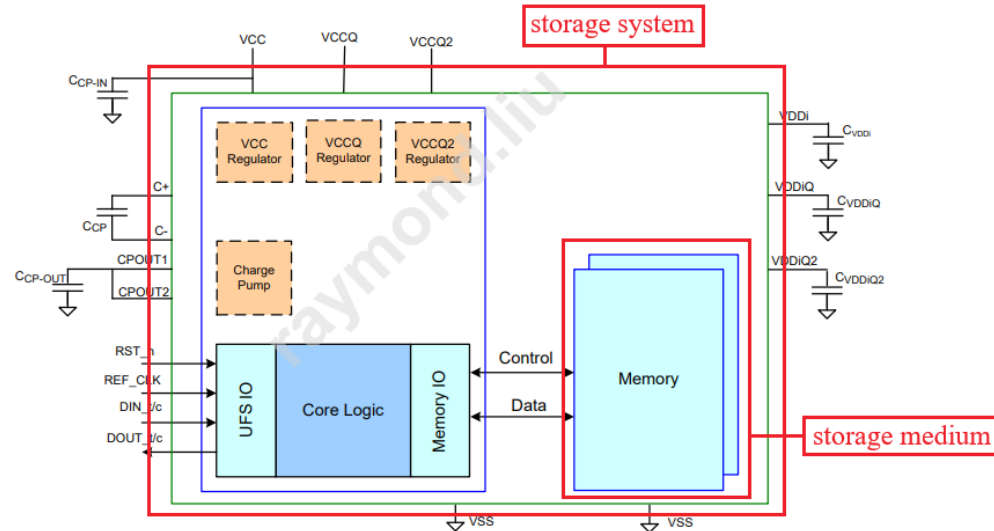 storage system
VCC
VCCQ
VCCQ2
CCP-IN
VCC
Regulator
VCCQ
Regulator
VCCQ2
Regulator
VDDi
CVDDi
C+
CCP
C-
VDDiQ
CVDDiQ
CPOUT1
CCP-OUT
CPOUT2
Charge
Pump
VDDiQ2
CVDDiQ2
raymond.liu
RST_n
REF_CLK
DIN_t/c
DOUT_t/c
UFS IO
Core Logic
Memory IO
Control
Data
Memory
storage medium
VSS
VSS